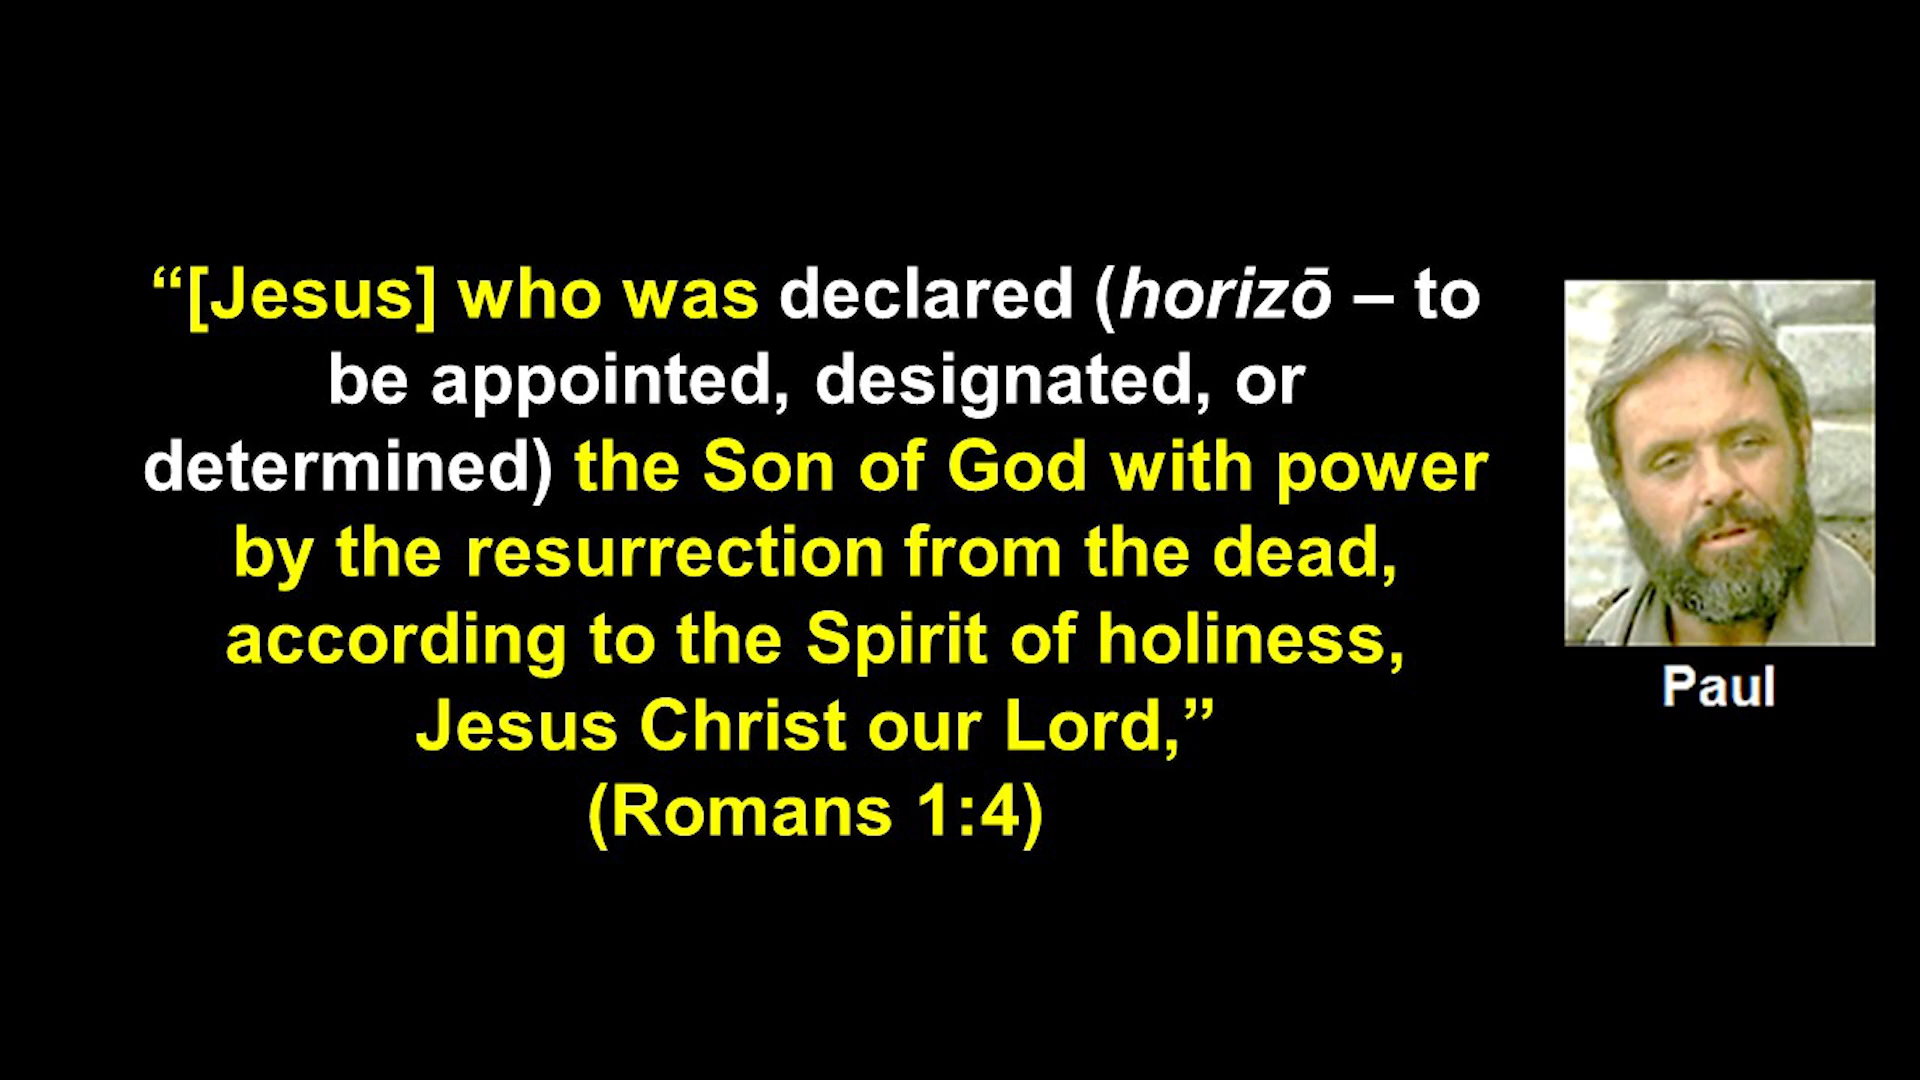 “[Jesus] who was declared (horizō – to
be appointed, designated, or
determined) the Son of God with power
by the resurrection from the dead,
according to the Spirit of holiness,
Jesus Christ our Lord,”
(Romans 1:4)
Paul